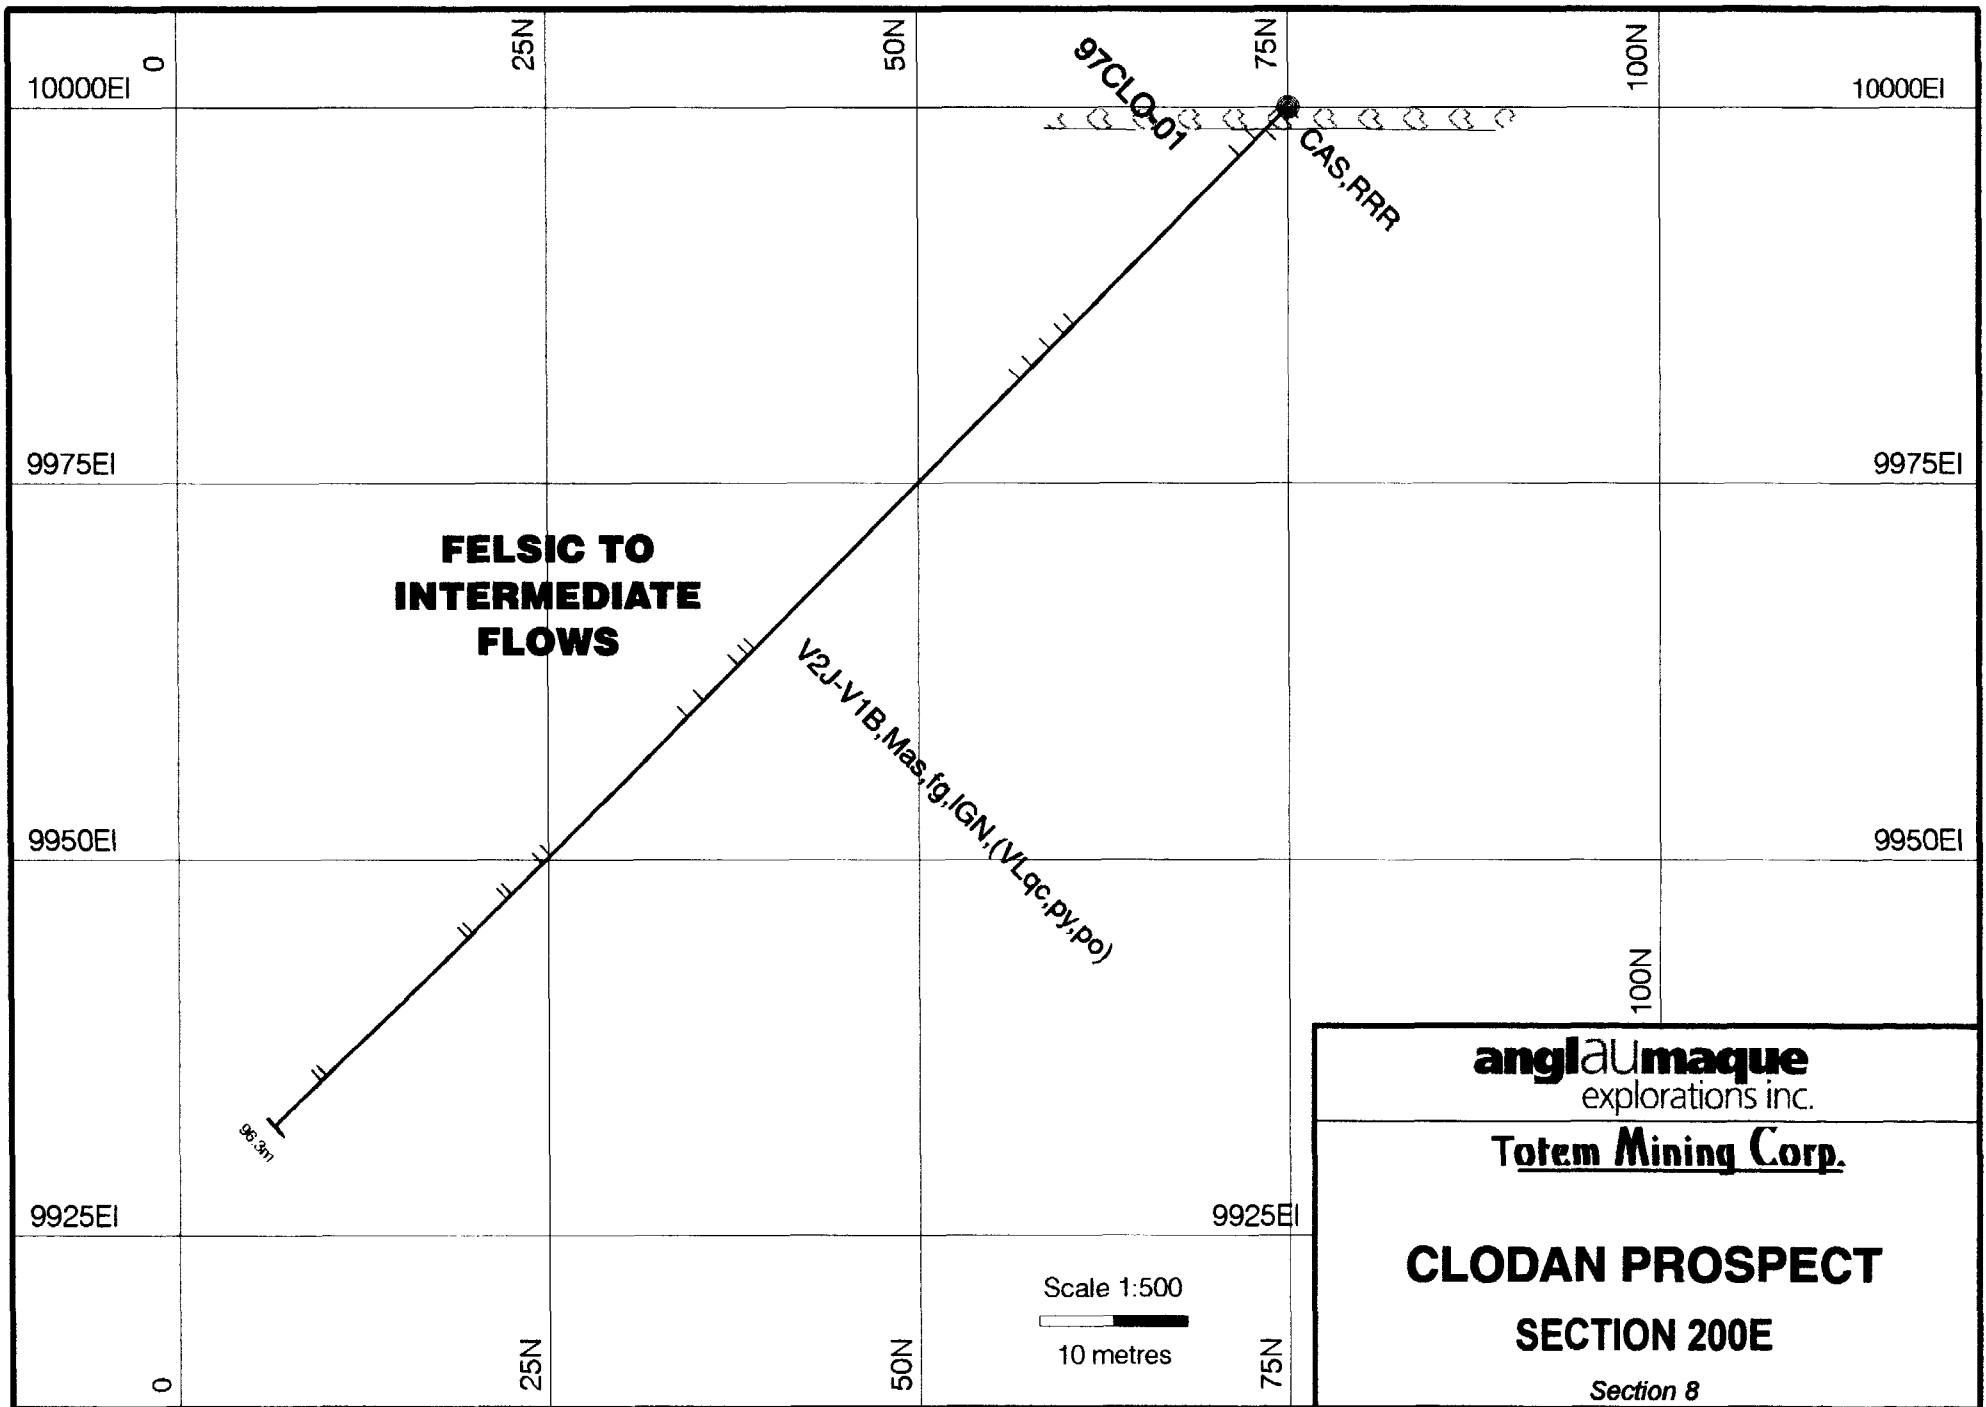 0
25N
50N
75N
100N
10000El
10000El
97CLO-01
CAS,RRR
9975El
9975El
FELSIC TO
INTERMEDIATE
FLOWS
V2J-V1B,Mas,fg,IGN,(VLqc,py,po)
9950El
9950El
100N
96.3m
9925El
9925El
Scale 1:500
10 metres
0
25N
50N
75N
anglaumaque
explorations inc.
Totem Mining Corp.
CLODAN PROSPECT
SECTION 200E
Section 8